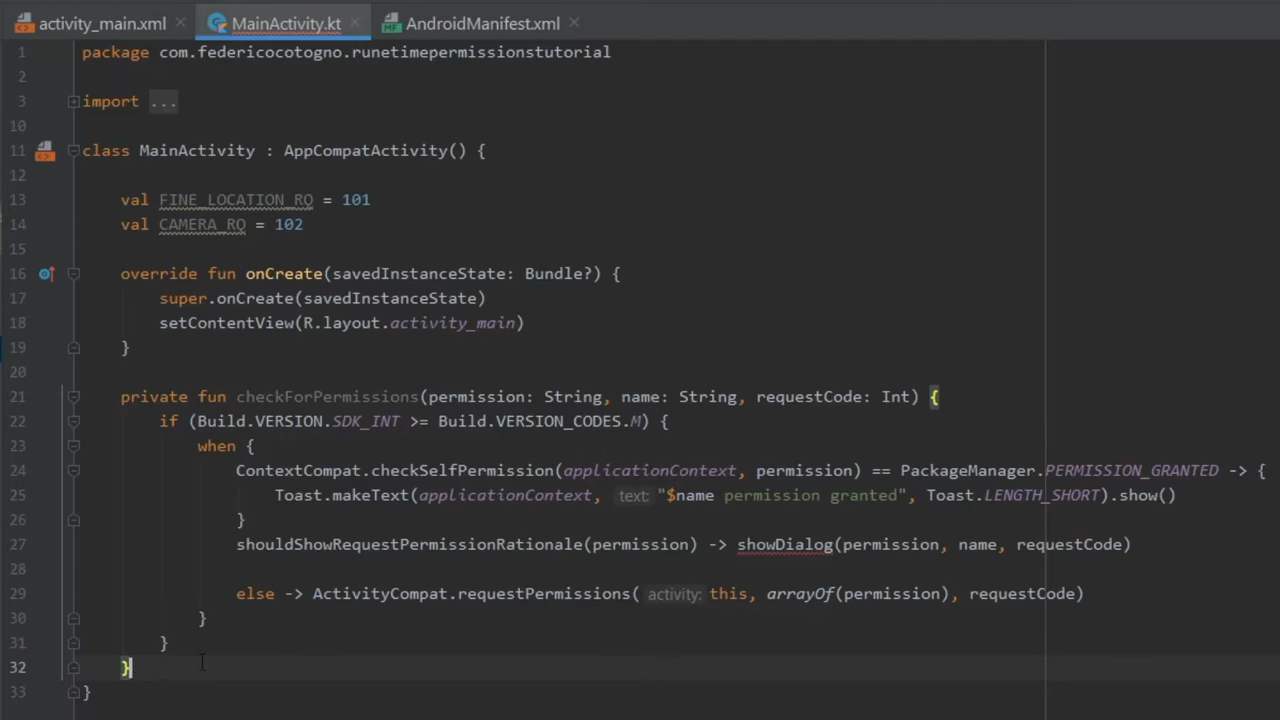 activity_main.xml MainActivity.kt AndroidManifest.xml
1 package com.federicocotogno.runetimepermissionstutorial
2
3 import ...
10
11 class MainActivity : AppCompatActivity() {
12
13 val FINE_LOCATION_RQ = 101
14 val CAMERA_RQ = 102
15
16 override fun onCreate(savedInstanceState: Bundle?) {
17 super.onCreate(savedInstanceState)
18 setContentView(R.layout.activity_main)
19 }
20
21 private fun checkForPermissions(permission: String, name: String, requestCode: Int) {
22 if (Build.VERSION.SDK_INT >= Build.VERSION_CODES.M) {
23 when {
24 ContextCompat.checkSelfPermission(applicationContext, permission) == PackageManager.PERMISSION_GRANTED -> {
25 Toast.makeText(applicationContext, text: "$name permission granted", Toast.LENGTH_SHORT).show()
26 }
27 shouldShowRequestPermissionRationale(permission) -> showDialog(permission, name, requestCode)
28
29 else -> ActivityCompat.requestPermissions( activity: this, arrayOf(permission), requestCode)
30 }
31 }
32 }
33 }